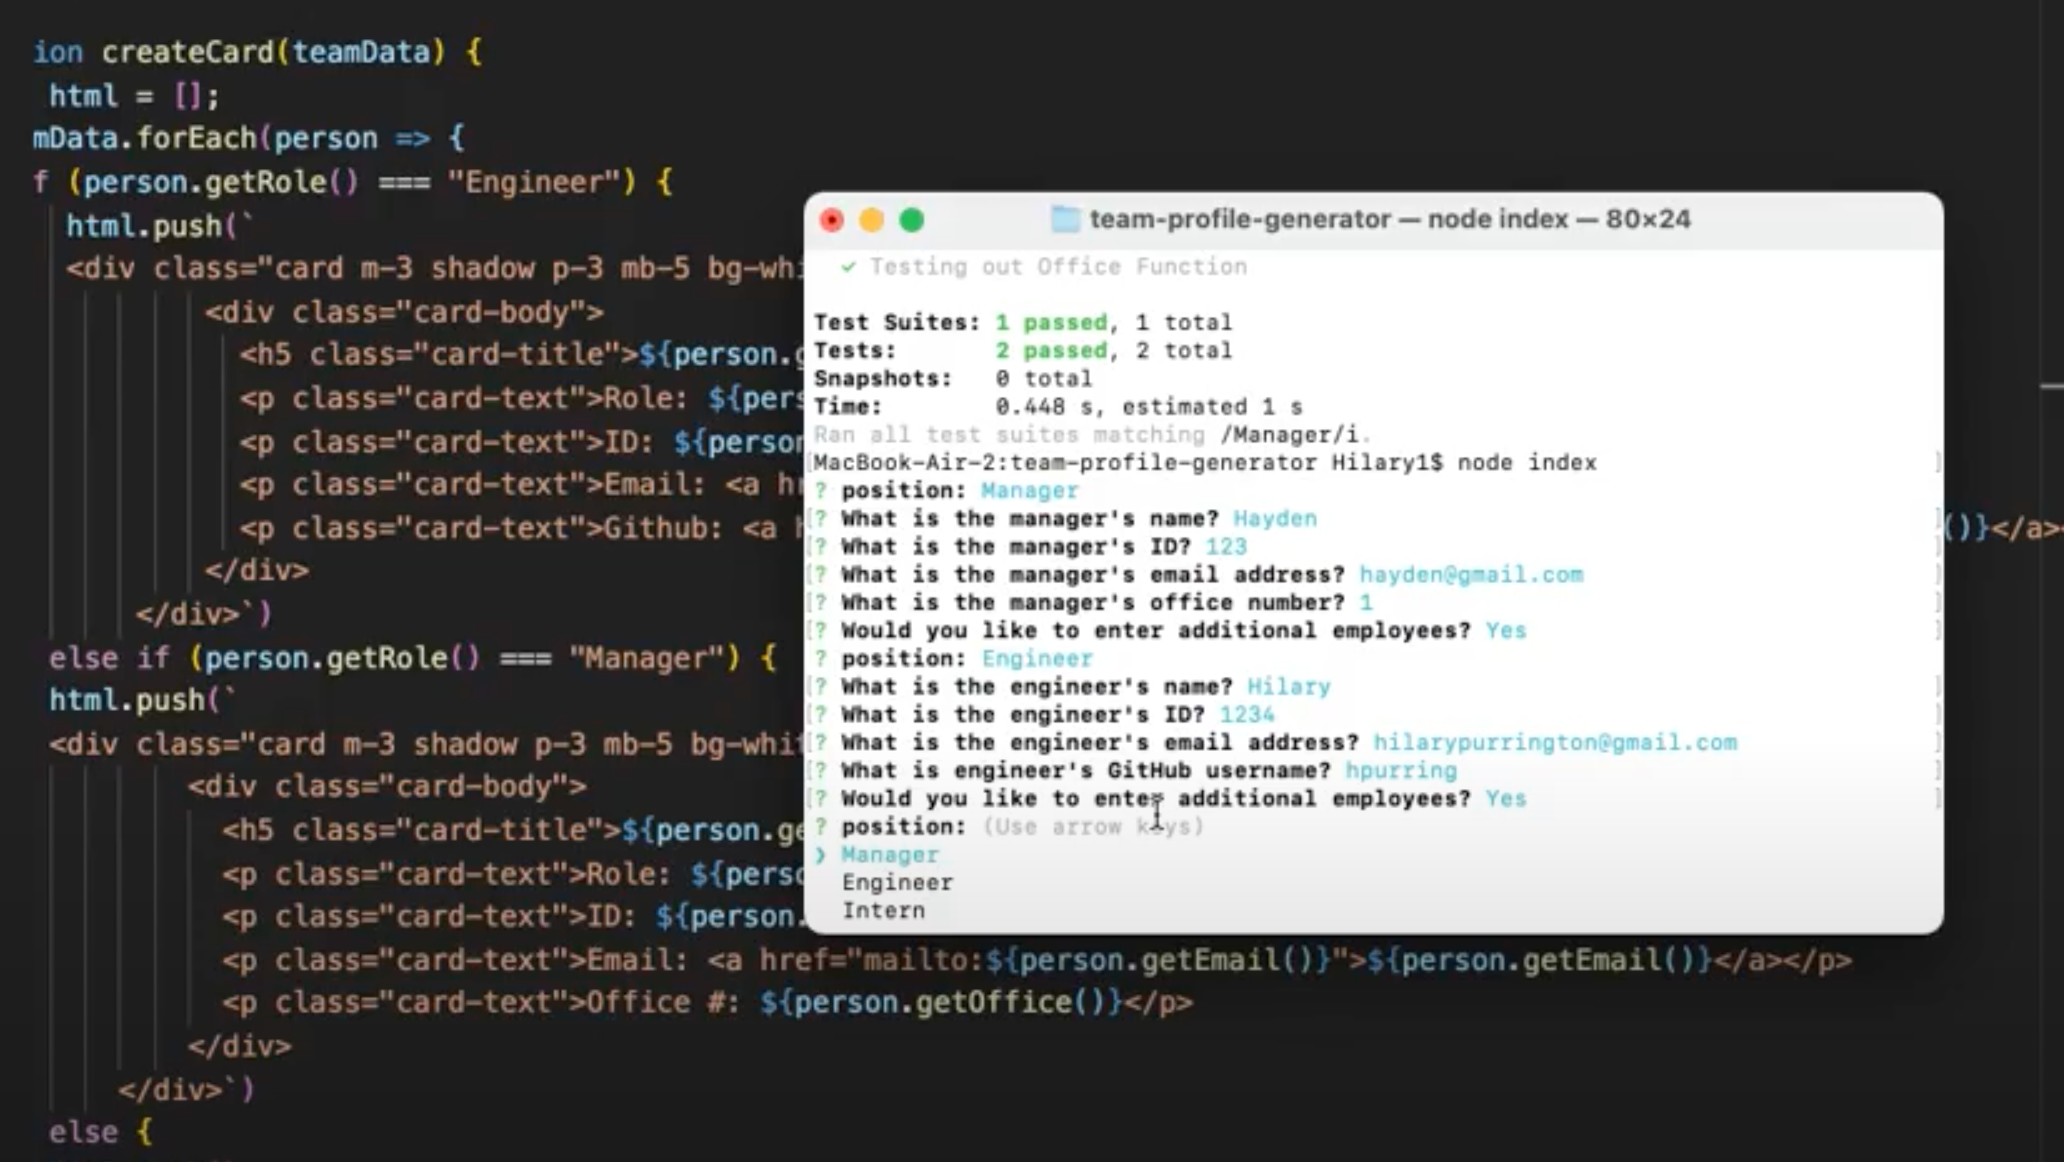 ion createCard(teamData) {
html = [];
mData.forEach(person => {
f (person.getRole() === "Engineer") {
html.push(`
<div class="card m-3 shadow p-3 mb-5 bg-whi
<div class="card-body">
<h5 class="card-title">${person.g
<p class="card-text">Role: ${pers
<p class="card-text">ID: ${person
<p class="card-text">Email: <a hr
<p class="card-text">Github: <a h
()}</a>
</div>
</div>`)
else if (person.getRole() === "Manager") {
html.push(`
<div class="card m-3 shadow p-3 mb-5 bg-whit
<div class="card-body">
<h5 class="card-title">${person.ge
<p class="card-text">Role: ${perso
<p class="card-text">ID: ${person.
<p class="card-text">Email: <a href="mailto:${person.getEmail()}">${person.getEmail()}</a></p>
<p class="card-text">Office #: ${person.getOffice()}</p>
</div>
</div>`)
else {
team-profile-generator — node index — 80×24
✓ Testing out Office Function
Test Suites: 1 passed, 1 total
Tests: 2 passed, 2 total
Snapshots: 0 total
Time: 0.448 s, estimated 1 s
Ran all test suites matching /Manager/i.
MacBook-Air-2:team-profile-generator Hilary1$ node index
? position: Manager
? What is the manager's name? Hayden
? What is the manager's ID? 123
? What is the manager's email address? hayden@gmail.com
? What is the manager's office number? 1
? Would you like to enter additional employees? Yes
? position: Engineer
? What is the engineer's name? Hilary
? What is the engineer's ID? 1234
? What is the engineer's email address? hilarypurrington@gmail.com
? What is engineer's GitHub username? hpurring
? Would you like to enter additional employees? Yes
? position: (Use arrow keys)
❯ Manager
Engineer
Intern